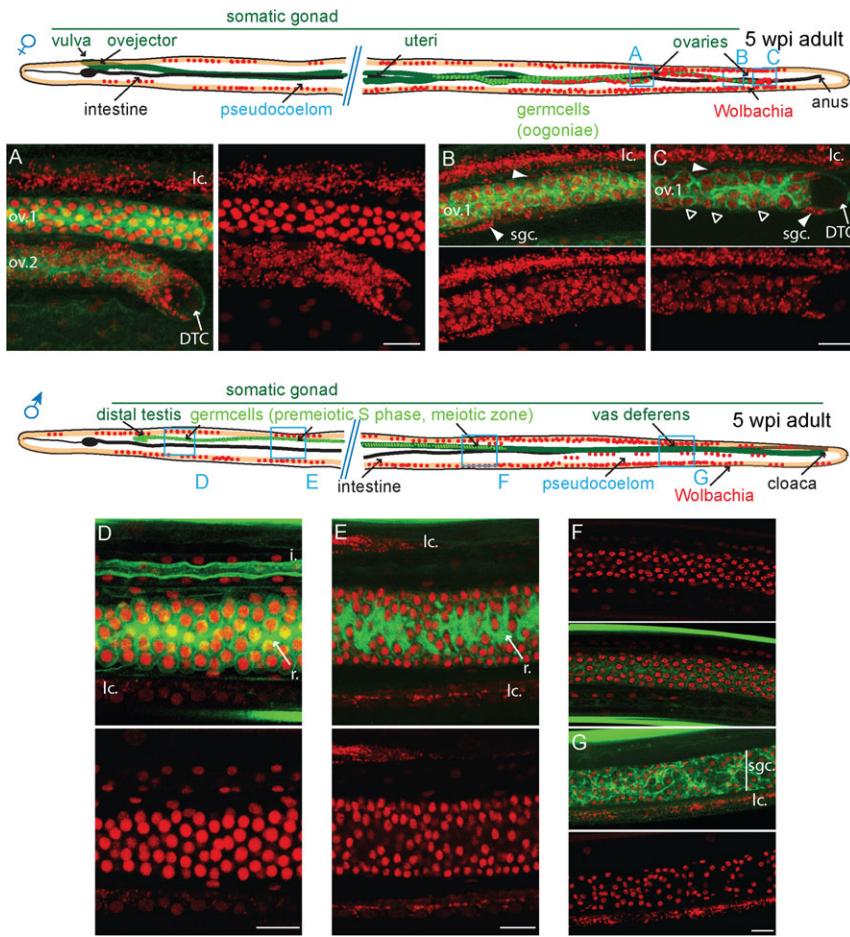 somatic gonad
♀ vulva ovejector uteri A ovaries B C 5 wpi adult
intestine pseudocoelom germcells Wolbachia anus
(oogoniae)
A lc. B lc. C lc.
ov.1 ov.1 ov.1
sgc. sgc. DTC
ov.2
DTC
somatic gonad
♂ distal testis germcells (premeiotic S phase, meiotic zone) vas deferens 5 wpi adult
D E intestine F pseudocoelom G Wolbachia cloaca
D i. E lc. F
r. r.
lc. lc.
G sgc.
lc.